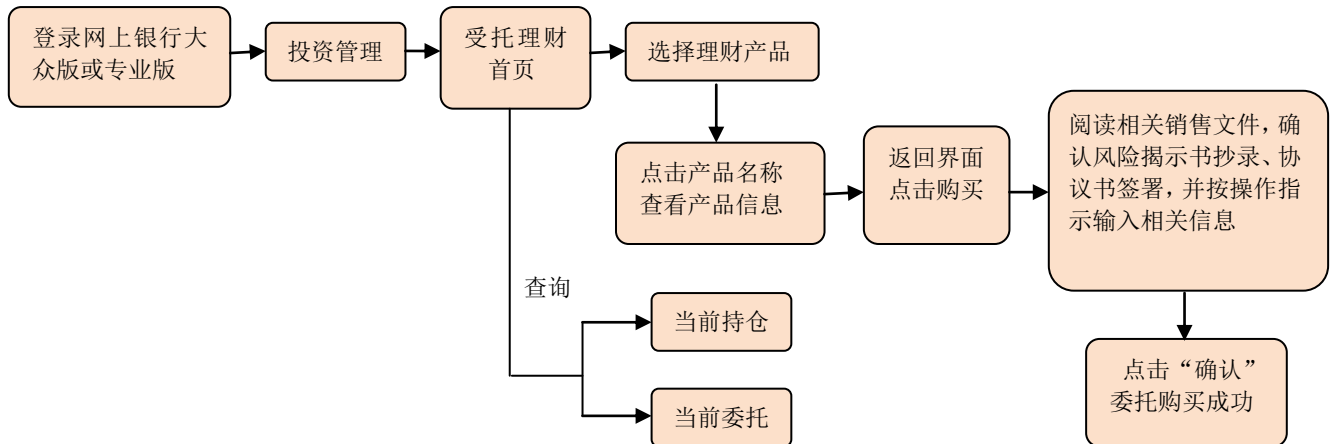 登录网上银行大
众版或专业版
投资管理
受托理财
首页
选择理财产品
点击产品名称
查看产品信息
返回界面
点击购买
阅读相关销售文件，确
认风险揭示书抄录、协
议书签署，并按操作指
示输入相关信息
点击“确认”
委托购买成功
查询
当前持仓
当前委托